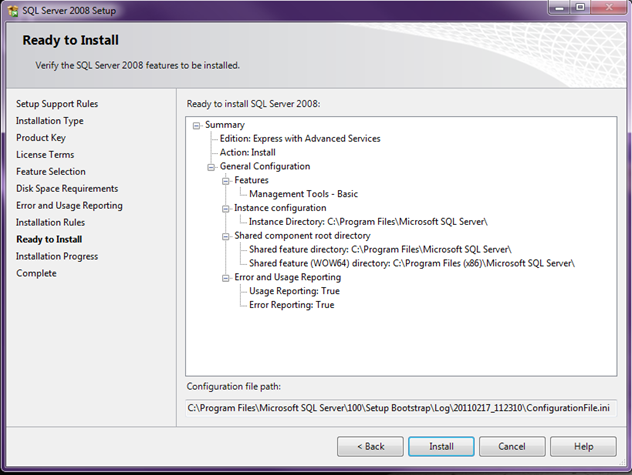 SQL Server 2008 Setup
Ready to Install
Verify the SQL Server 2008 features to be installed.
Setup Support Rules
Installation Type
Product Key
License Terms
Feature Selection
Disk Space Requirements
Error and Usage Reporting
Installation Rules
Ready to Install
Installation Progress
Complete
Ready to install SQL Server 2008:
Summary
Edition: Express with Advanced Services
Action: Install
General Configuration
Features
Management Tools - Basic
Instance configuration
Instance Directory: C:\Program Files\Microsoft SQL Server\
Shared component root directory
Shared feature directory: C:\Program Files\Microsoft SQL Server\
Shared feature (WOW64) directory: C:\Program Files (x86)\Microsoft SQL Server\
Error and Usage Reporting
Usage Reporting: True
Error Reporting: True
Configuration file path:
C:\Program Files\Microsoft SQL Server\100\Setup Bootstrap\Log\20110217_112310\ConfigurationFile.ini
< Back Install Cancel Help